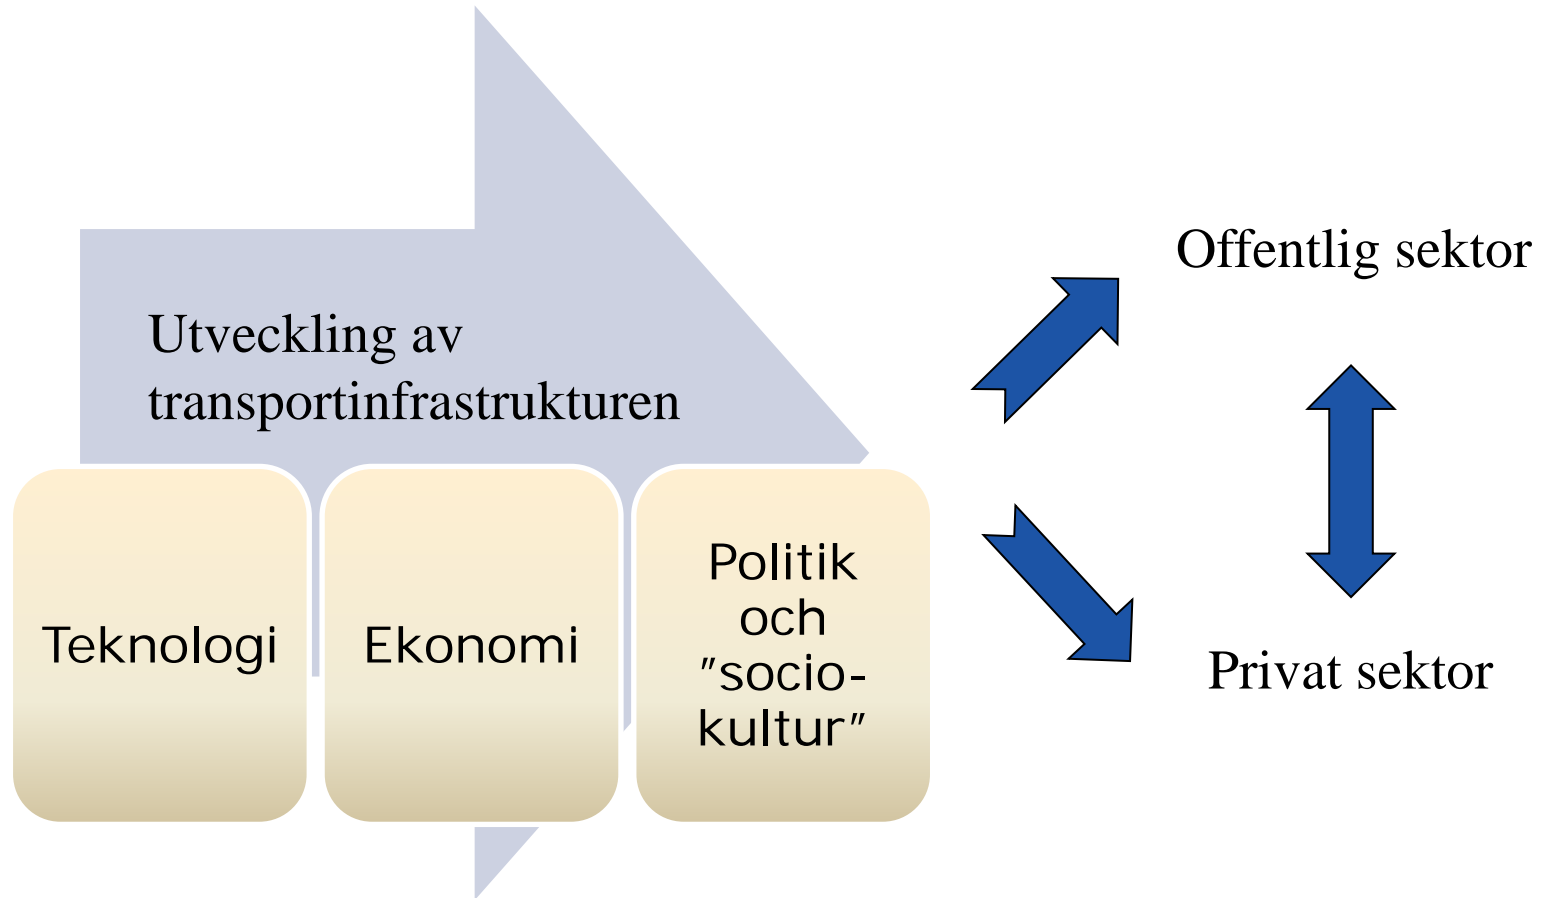 Utveckling av
transportinfrastrukturen
Teknologi
Ekonomi
Politik
och
"socio-
kultur"
Offentlig sektor
Privat sektor